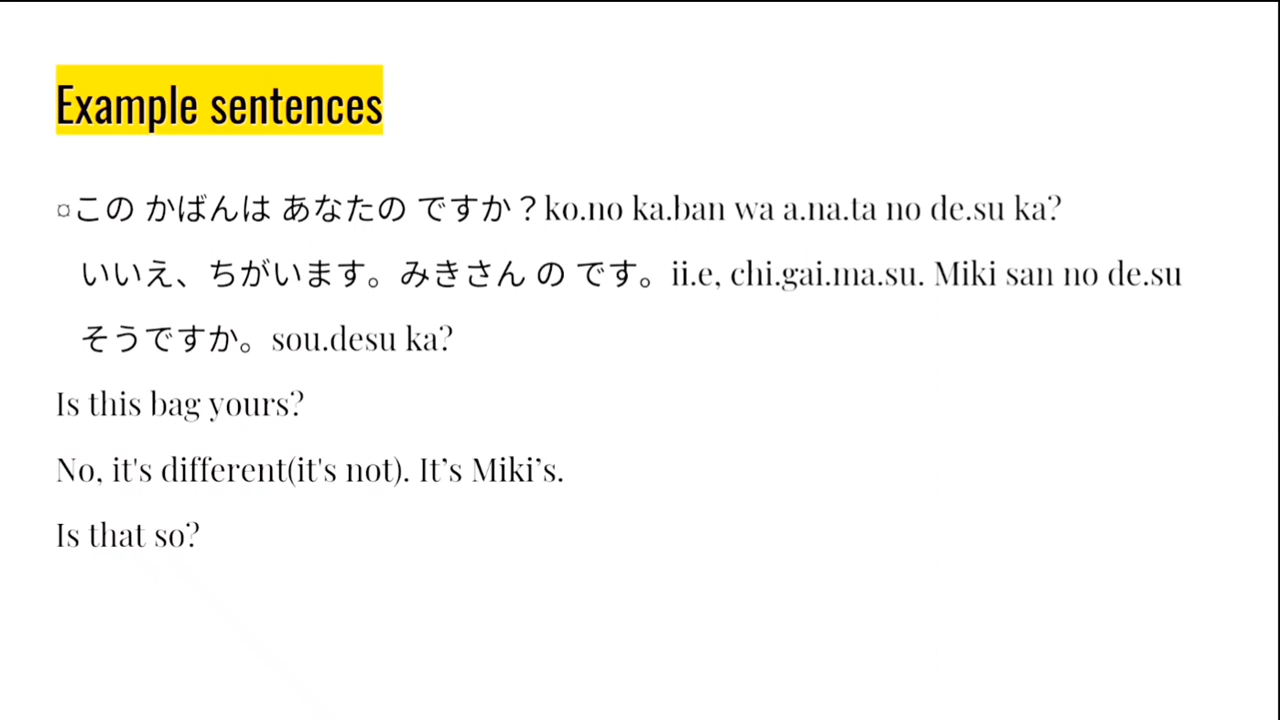 Example sentences
¤この かばんは あなたの ですか？ko.no ka.ban wa a.na.ta no de.su ka?
いいえ、ちがいます。みきさん の です。ii.e, chi.gai.ma.su. Miki san no de.su
そうですか。sou.desu ka?
Is this bag yours?
No, it's different(it's not). It’s Miki’s.
Is that so?